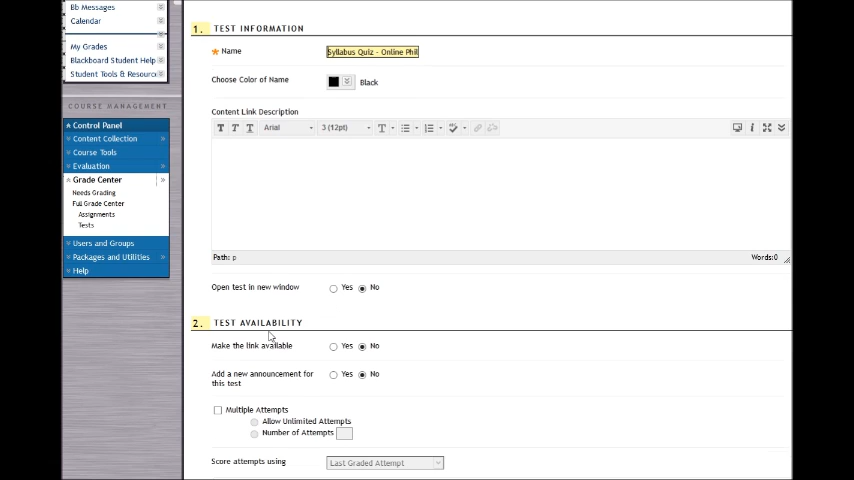 Bb Messages
Calendar
My Grades
Blackboard Student Help
Student Tools & Resource
COURSE MANAGEMENT
Control Panel
Content Collection
Course Tools
Evaluation
Grade Center
Needs Grading
Full Grade Center
Assignments
Tests
Users and Groups
Packages and Utilities
Help
1. TEST INFORMATION
Name Syllabus Quiz - Online Phil
Choose Color of Name Black
Content Link Description
T T T Arial 3 (12pt) T
Path: p Words:0
Open test in new window Yes No
2. TEST AVAILABILITY
Make the link available Yes No
Add a new announcement for Yes No
this test
Multiple Attempts
Allow Unlimited Attempts
Number of Attempts
Score attempts using Last Graded Attempt